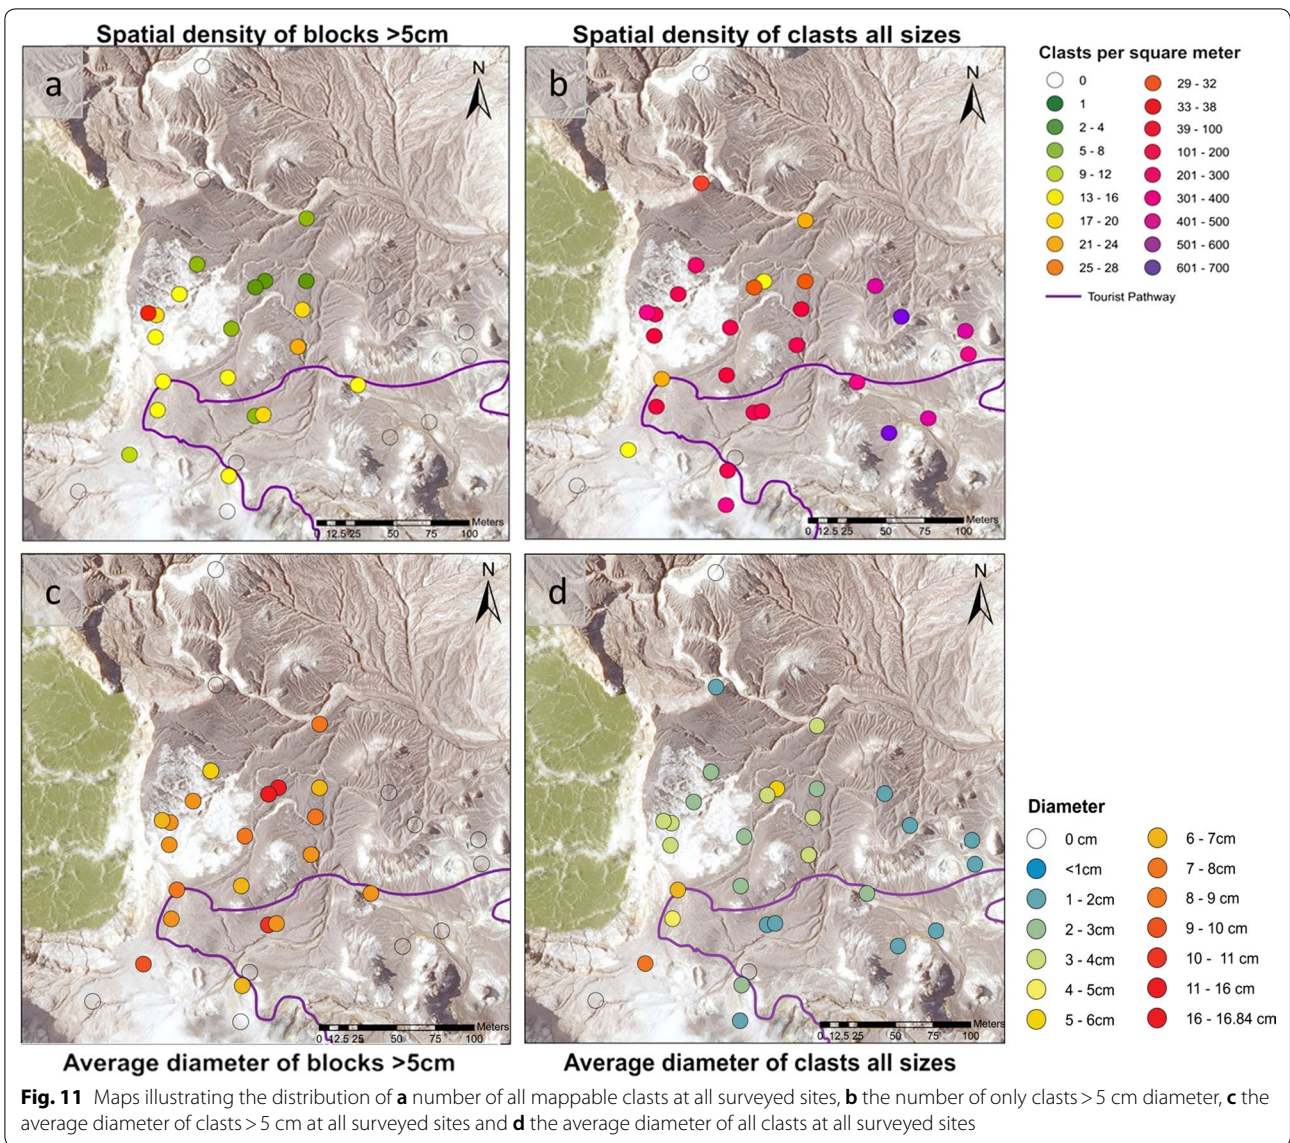 Spatial density of blocks >5cm
Spatial density of clasts all sizes
a
N
0 12.5 25 50 75 100 Meters
b
N
0 12.5 25 50 75 100 Meters
Clasts per square meter
0
1
2 - 4
5 - 8
9 - 12
13 - 16
17 - 20
21 - 24
25 - 28
29 - 32
33 - 38
39 - 100
101 - 200
201 - 300
301 - 400
401 - 500
501 - 600
601 - 700
Tourist Pathway
c
N
0 12.5 25 50 75 100 Meters
d
N
0 12.5 25 50 75 100 Meters
Diameter
0 cm
<1cm
1 - 2cm
2 - 3cm
3 - 4cm
4 - 5cm
5 - 6cm
6 - 7cm
7 - 8cm
8 - 9 cm
9 - 10 cm
10 - 11 cm
11 - 16 cm
16 - 16.84 cm
Average diameter of blocks >5cm
Average diameter of clasts all sizes
Fig. 11 Maps illustrating the distribution of a number of all mappable clasts at all surveyed sites, b the number of only clasts > 5 cm diameter, c the
average diameter of clasts > 5 cm at all surveyed sites and d the average diameter of all clasts at all surveyed sites